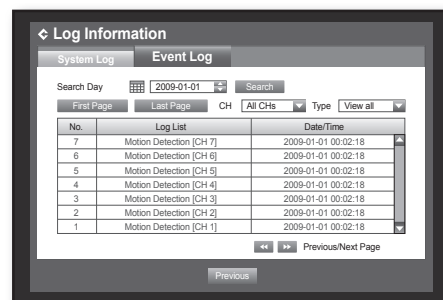 Log Information
System Log Event Log
Search Day 2009-01-01 Search
First Page Last Page CH All CHs Type View all
No. Log List Date/Time
7 Motion Detection [CH 7] 2009-01-01 00:02:18
6 Motion Detection [CH 6] 2009-01-01 00:02:18
5 Motion Detection [CH 5] 2009-01-01 00:02:18
4 Motion Detection [CH 4] 2009-01-01 00:02:18
3 Motion Detection [CH 3] 2009-01-01 00:02:18
2 Motion Detection [CH 2] 2009-01-01 00:02:18
1 Motion Detection [CH 1] 2009-01-01 00:02:18
Previous/Next Page
Previous